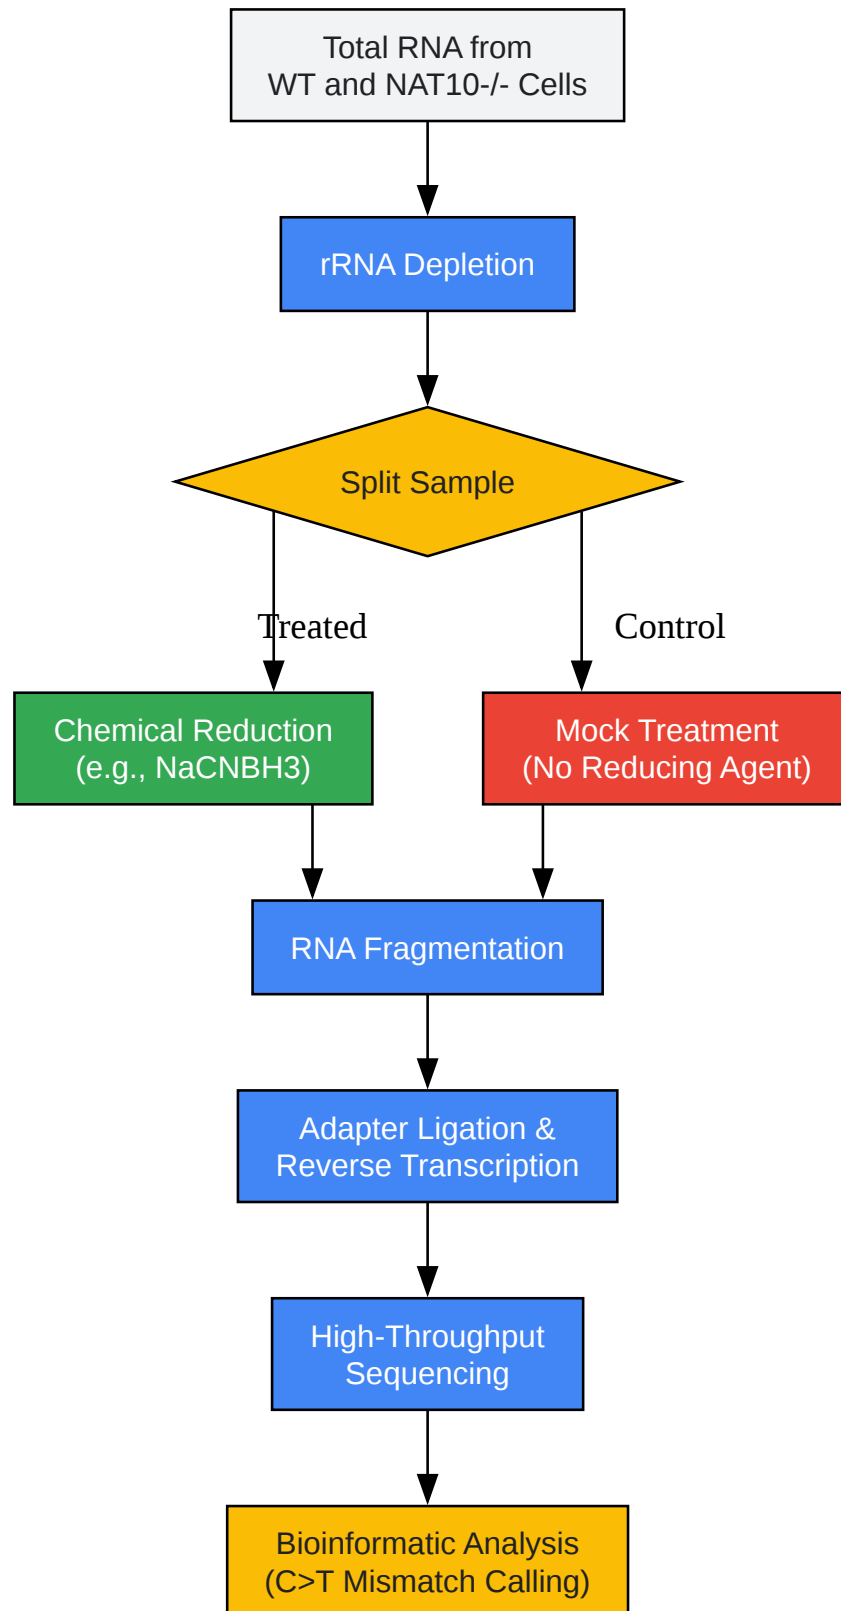 Total RNA from
WT and NAT10-/- Cells
rRNA Depletion
Split Sample
Treated
Control
Chemical Reduction
(e.g., NaCNBH3)
Mock Treatment
(No Reducing Agent)
RNA Fragmentation
Adapter Ligation &
Reverse Transcription
High-Throughput
Sequencing
Bioinformatic Analysis
(C>T Mismatch Calling)